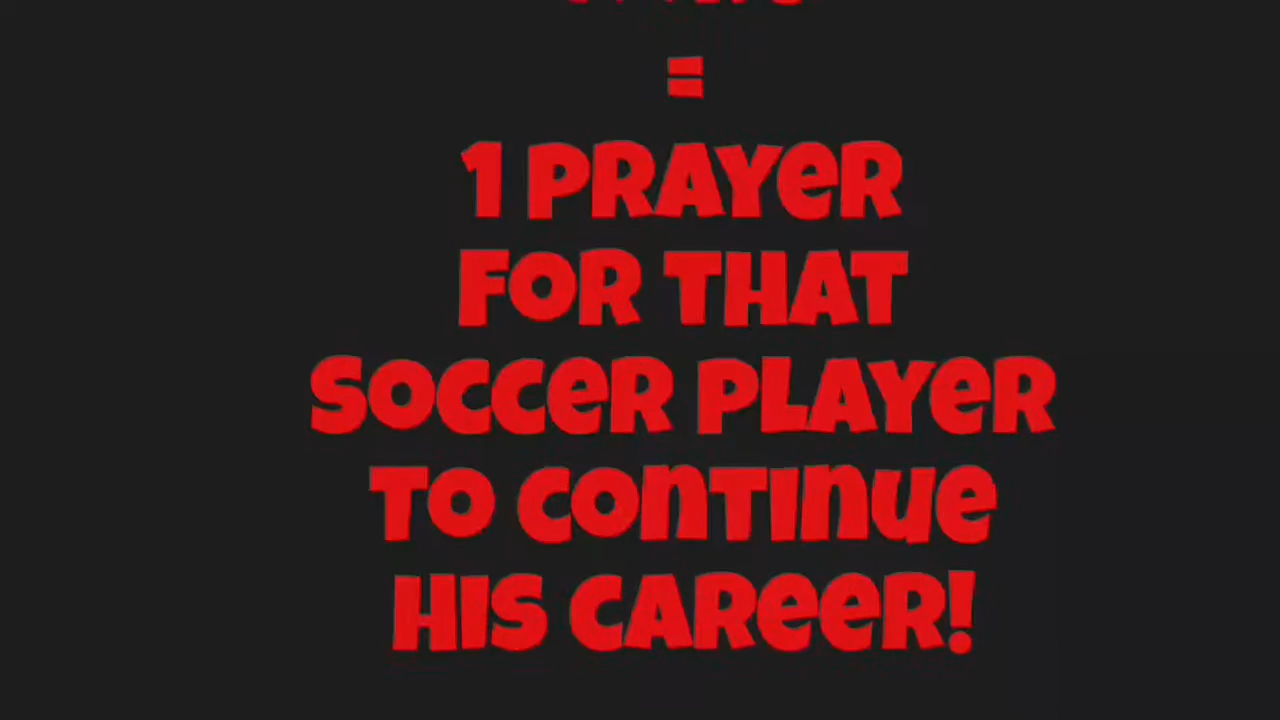 =
1 PRAYER
FOR THAT
SOCCER PLAYER
TO CONTINUE
HIS CAREER!